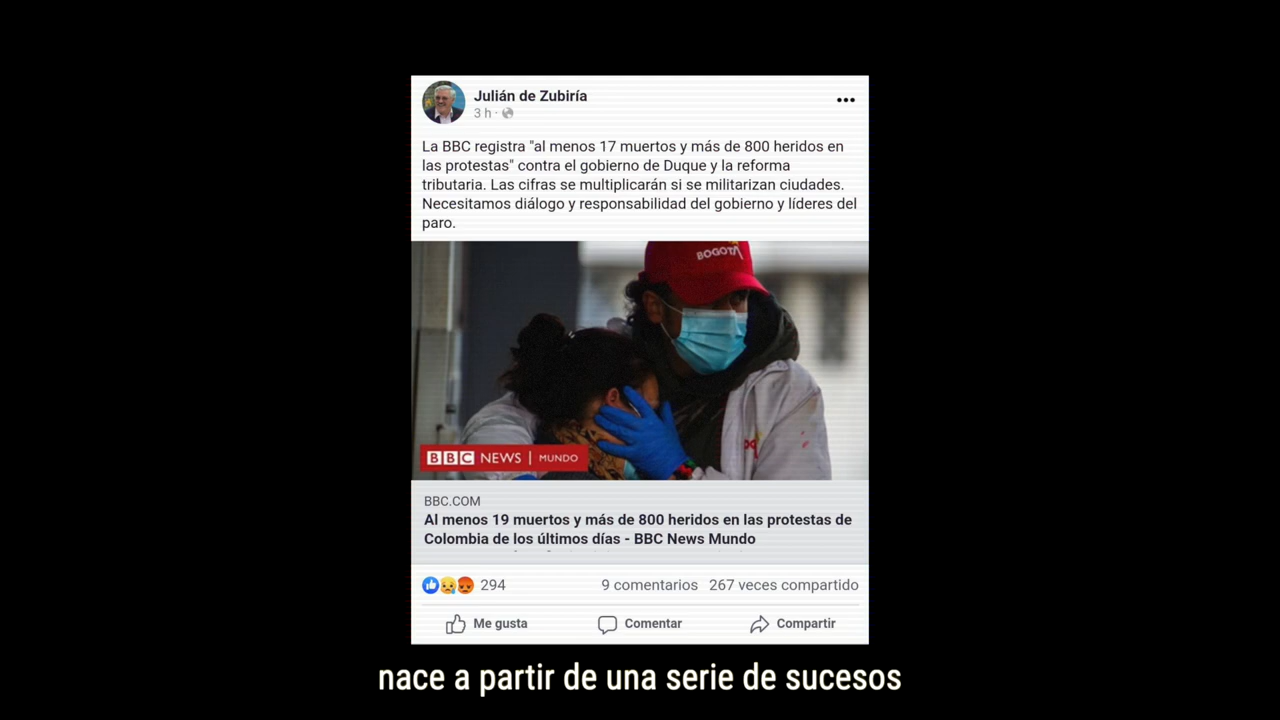 Julián de Zubiría
3 h ·
La BBC registra "al menos 17 muertos y más de 800 heridos en
las protestas" contra el gobierno de Duque y la reforma
tributaria. Las cifras se multiplicarán si se militarizan ciudades.
Necesitamos diálogo y responsabilidad del gobierno y líderes del
paro.
BOGOTÁ
BBC NEWS | MUNDO
BBC.COM
Al menos 19 muertos y más de 800 heridos en las protestas de
Colombia de los últimos días - BBC News Mundo
294 9 comentarios 267 veces compartido
Me gusta Comentar Compartir
nace a partir de una serie de sucesos